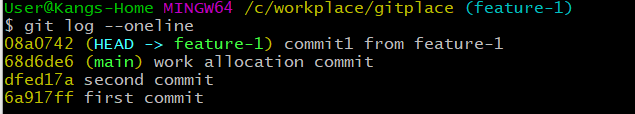 User@Kangs-Home MINGW64 /c/workplace/gitplace (feature-1)
$ git log --oneline
08a0742 (HEAD -> feature-1) commit1 from feature-1
68d6de6 (main) work allocation commit
dfed17a second commit
6a917ff first commit